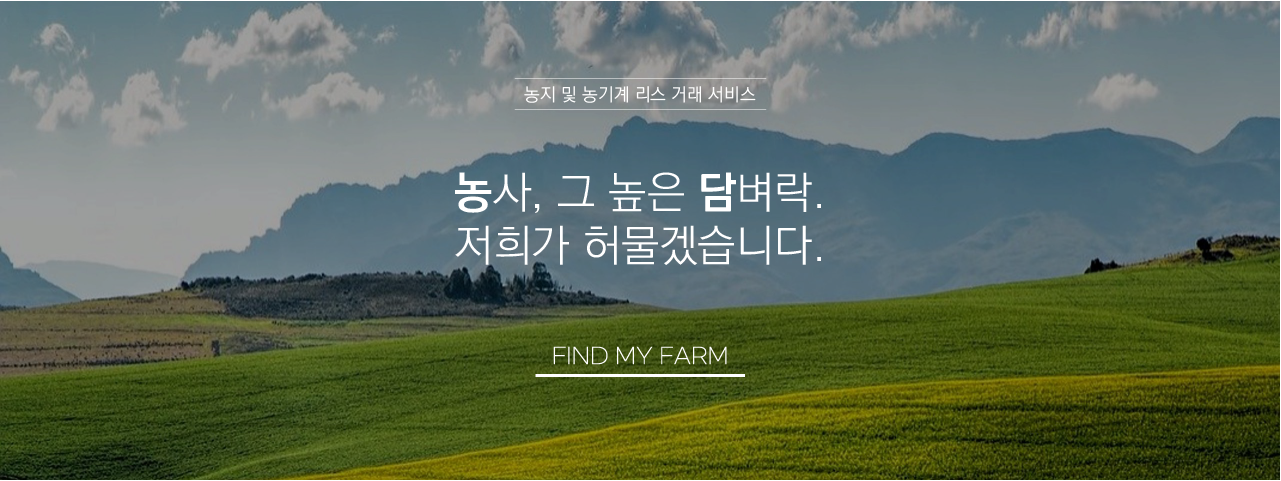 농지 및 농기계 리스 거래 서비스
농사, 그 높은 담벼락.
저희가 허물겠습니다.
FIND MY FARM